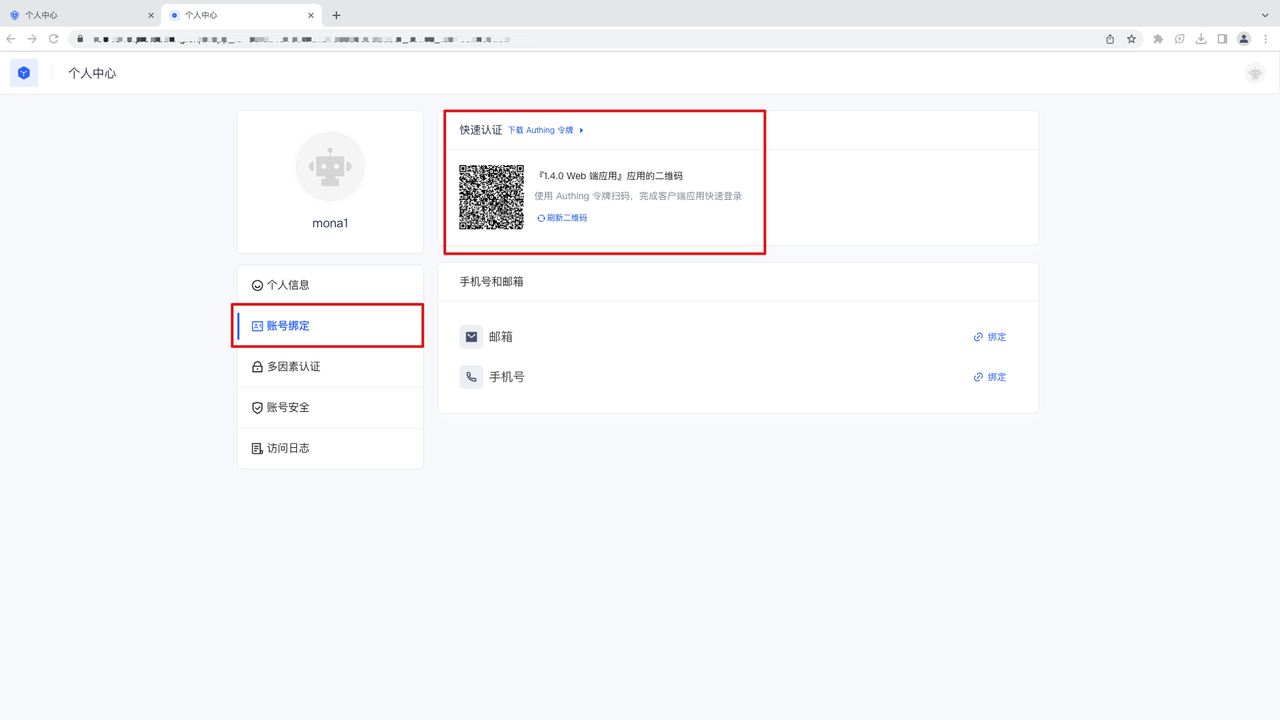 个人中心
个人中心
个人中心
mona1
个人信息
账号绑定
多因素认证
账号安全
访问日志
快速认证 下载 Authing 令牌
『1.4.0 Web 端应用』应用的二维码
使用 Authing 令牌扫码，完成客户端应用快速登录
刷新二维码
手机号和邮箱
邮箱 绑定
手机号 绑定